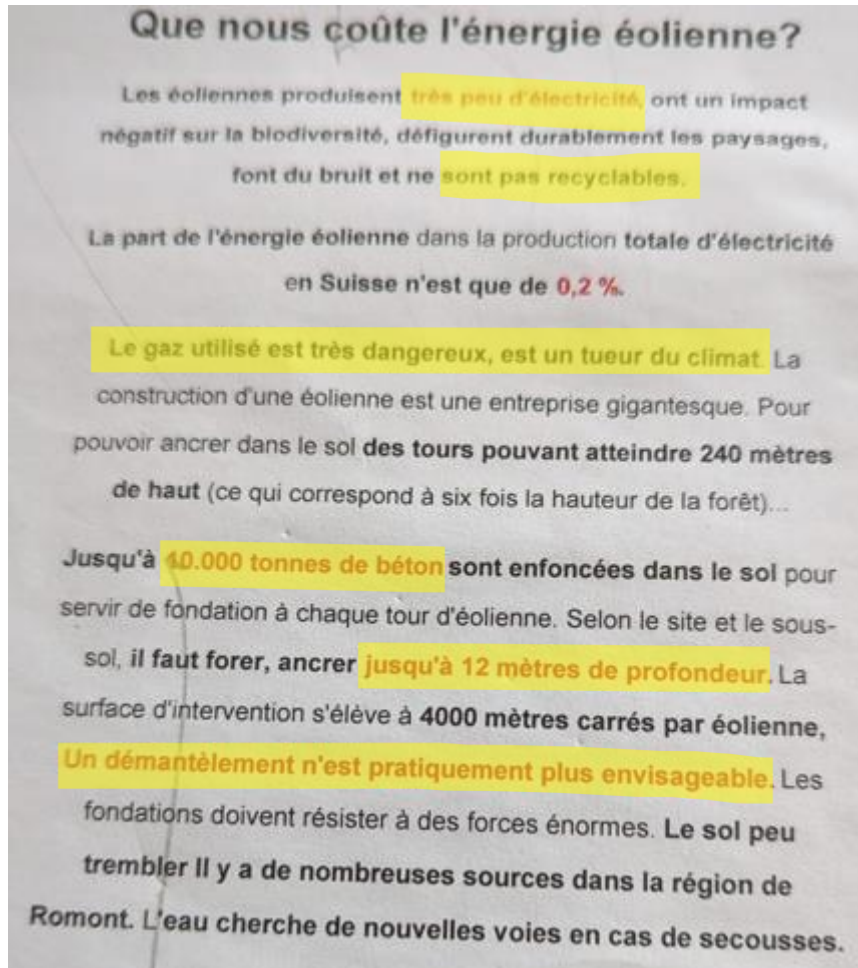 Que nous coûte l'énergie éolienne?
Les éoliennes produisent très peu d'électricité, ont un impact
négatif sur la biodiversité, défigurent durablement les paysages,
font du bruit et ne sont pas recyclables.
La part de l'énergie éolienne dans la production totale d'électricité
en Suisse n'est que de 0,2 %.
Le gaz utilisé est très dangereux, est un tueur du climat. La
construction d'une éolienne est une entreprise gigantesque. Pour
pouvoir ancrer dans le sol des tours pouvant atteindre 240 mètres
de haut (ce qui correspond à six fois la hauteur de la forêt)...
Jusqu'à 10.000 tonnes de béton sont enfoncées dans le sol pour
servir de fondation à chaque tour d'éolienne. Selon le site et le sous-
sol, il faut forer, ancrer jusqu'à 12 mètres de profondeur. La
surface d'intervention s'élève à 4000 mètres carrés par éolienne,
Un démantèlement n'est pratiquement plus envisageable. Les
fondations doivent résister à des forces énormes. Le sol peu
trembler Il y a de nombreuses sources dans la région de
Romont. L'eau cherche de nouvelles voies en cas de secousses.